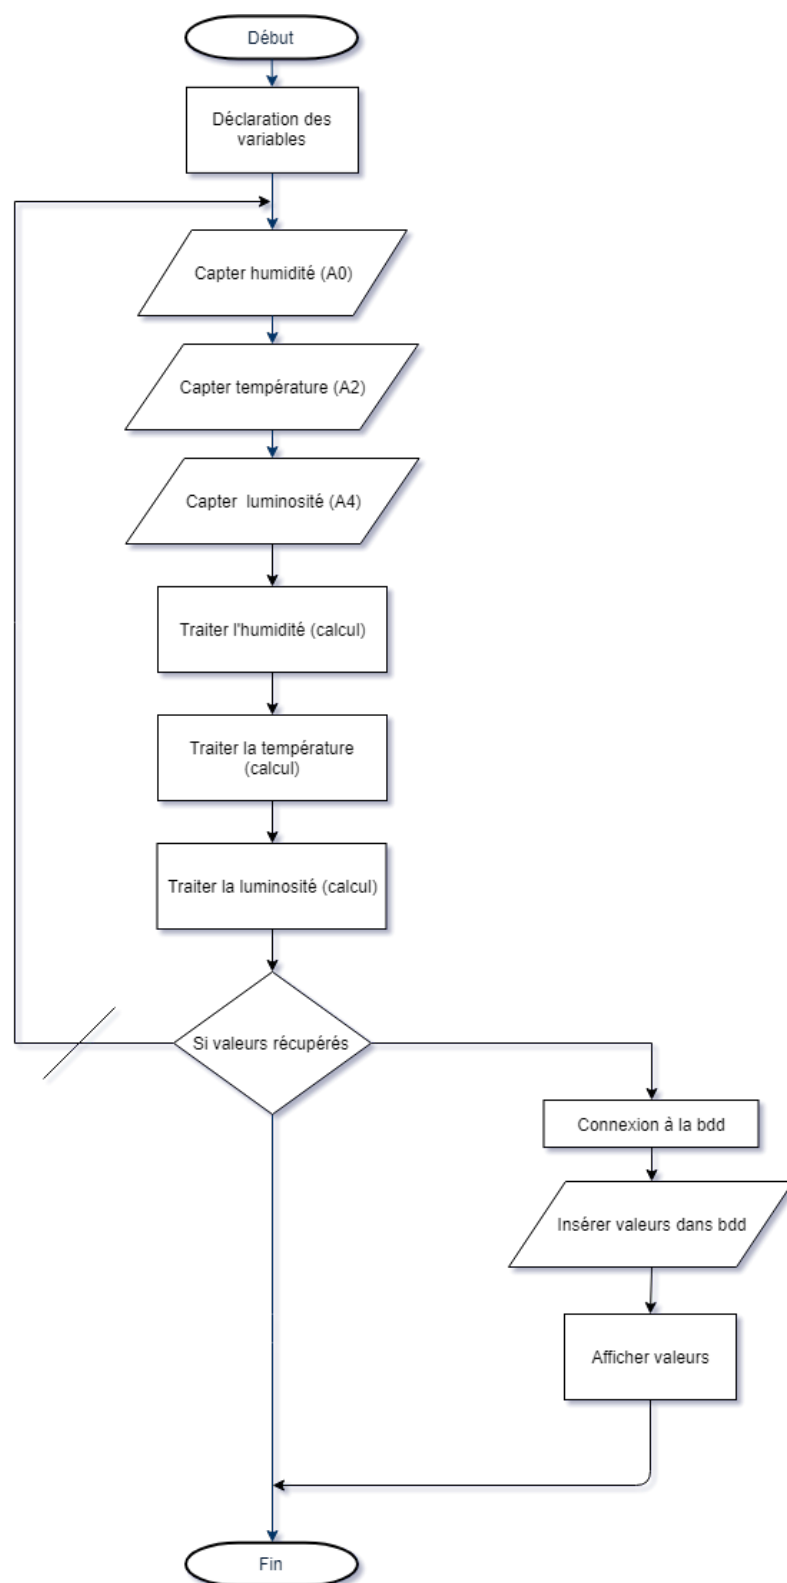 Début
Déclaration des
variables
Capter humidité (A0)
Capter température (A2)
Capter  luminosité (A4)
Traiter l'humidité (calcul)
Traiter la température
(calcul)
Traiter la luminosité (calcul)
Si valeurs récupérés
Connexion à la bdd
Insérer valeurs dans bdd
Afficher valeurs
Fin